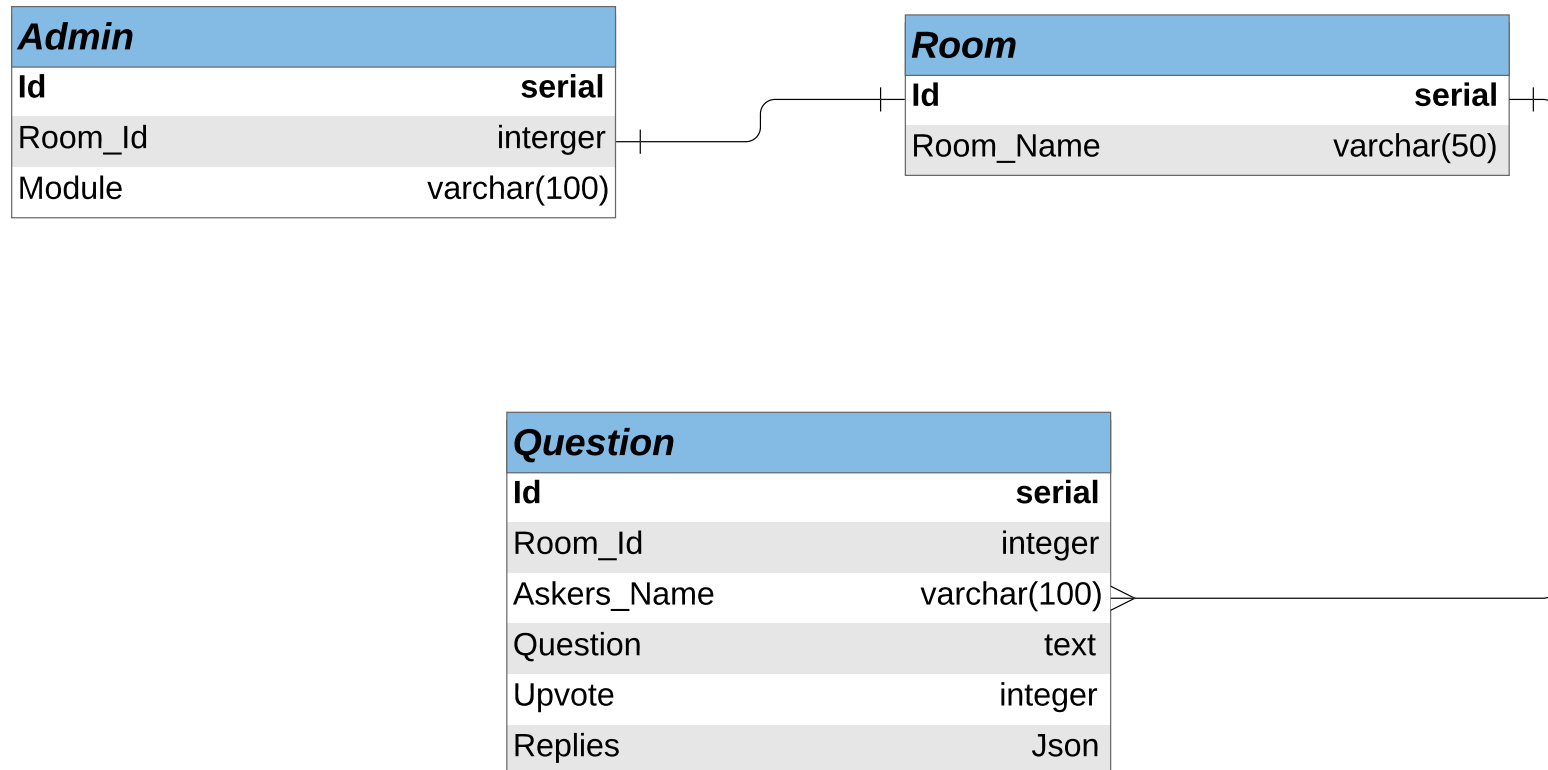 Admin
Id serial
Room_Id interger
Module varchar(100)
Room
Id serial
Room_Name varchar(50)
Question
Id serial
Room_Id integer
Askers_Name varchar(100)
Question text
Upvote integer
Replies Json